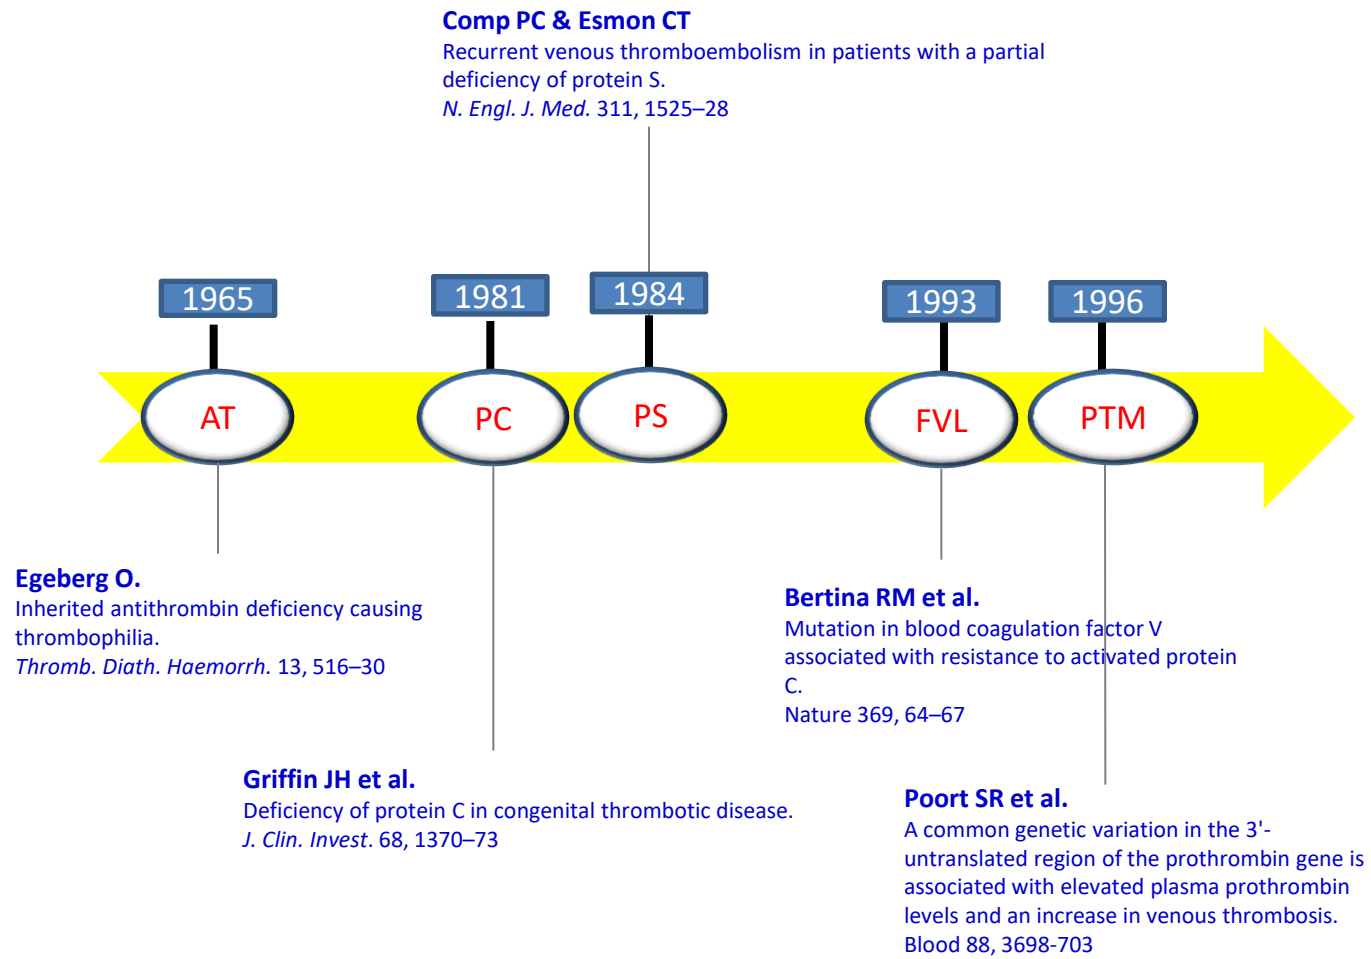 Comp PC & Esmon CT
Recurrent venous thromboembolism in patients with a partial
deficiency of protein S.
N. Engl. J. Med. 311, 1525–28
1965
1981
1984
1993
1996
AT
PC
PS
FVL
PTM
Egeberg O.
Inherited antithrombin deficiency causing
thrombophilia.
Thromb. Diath. Haemorrh. 13, 516–30
Griffin JH et al.
Deficiency of protein C in congenital thrombotic disease.
J. Clin. Invest. 68, 1370–73
Bertina RM et al.
Mutation in blood coagulation factor V
associated with resistance to activated protein
C.
Nature 369, 64–67
Poort SR et al.
A common genetic variation in the 3'-
untranslated region of the prothrombin gene is
associated with elevated plasma prothrombin
levels and an increase in venous thrombosis.
Blood 88, 3698-703